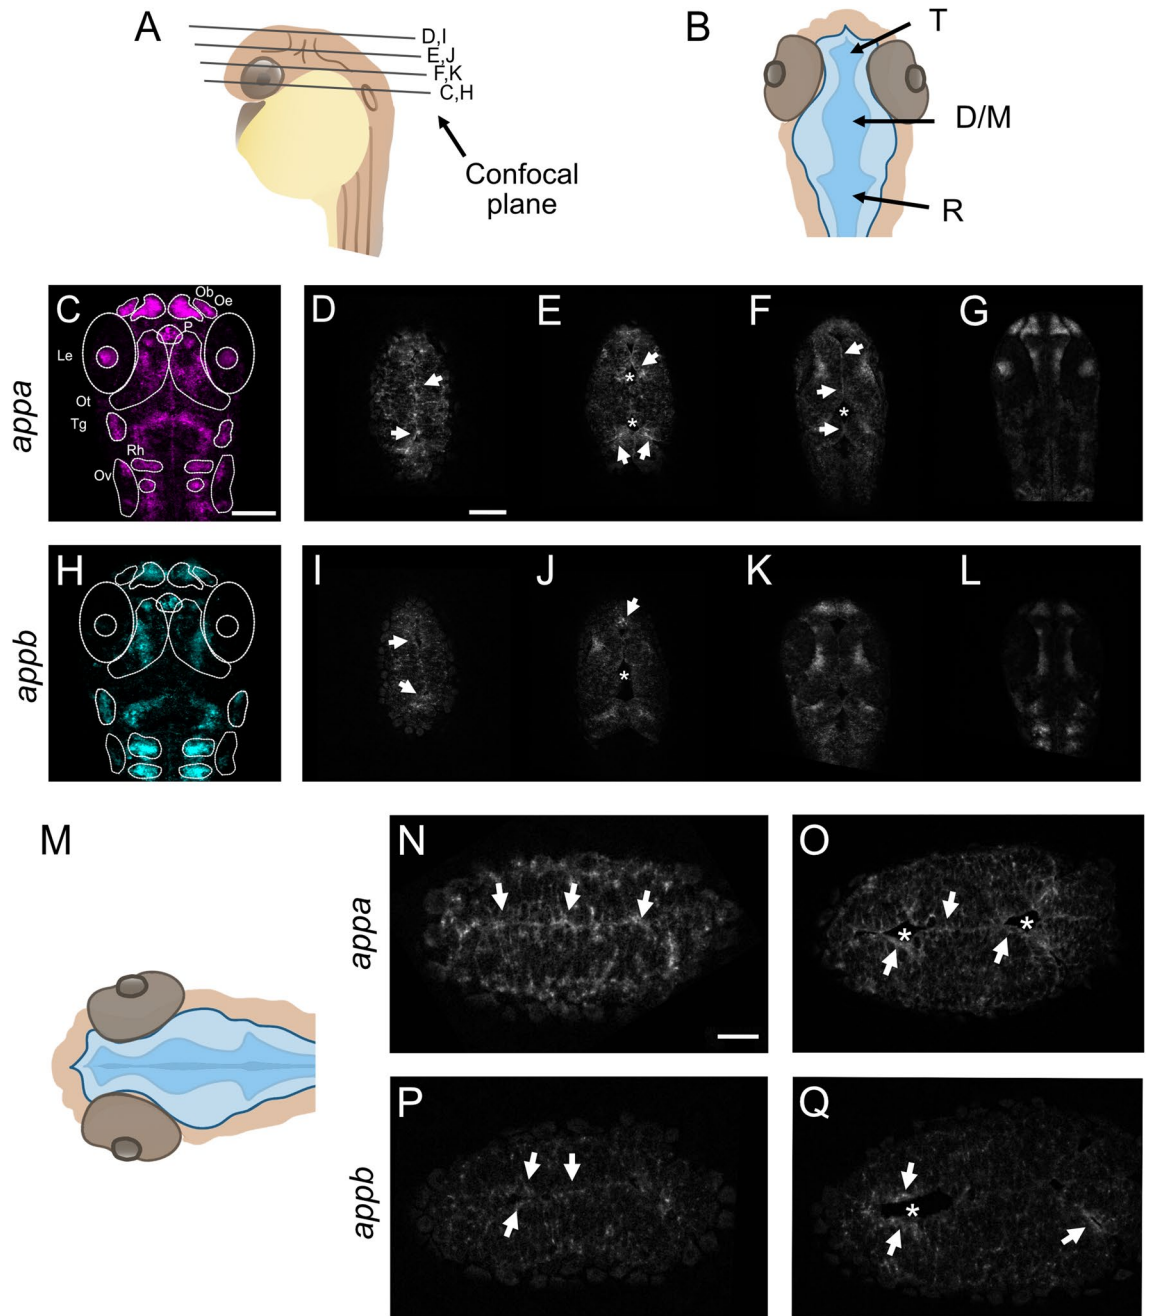 A
D,I
E,J
F,K
C,H
Confocal
plane
B
T
D/M
R
appa
C
Ob
Oe
P
Le
Ot
Tg
Rh
Ov
D
E
*
*
F
*
G
appb
H
I
J
*
K
L
M
appa
N
O
*
*
appb
P
Q
*